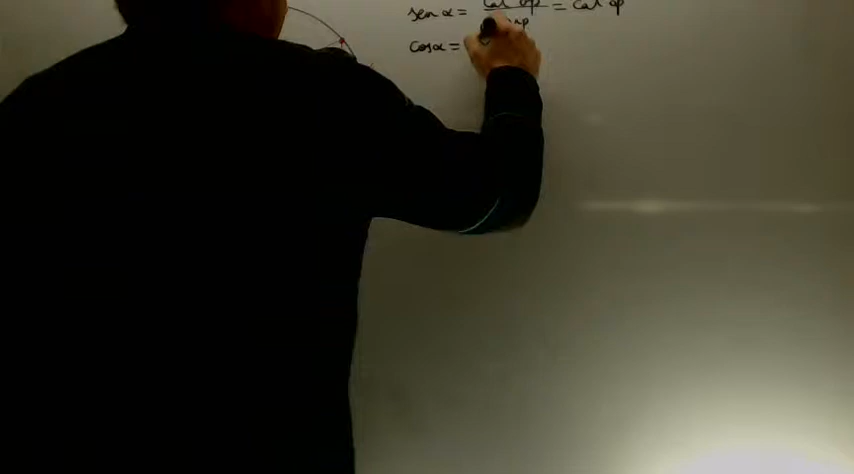 sen α = cat op = cat op
cos α =